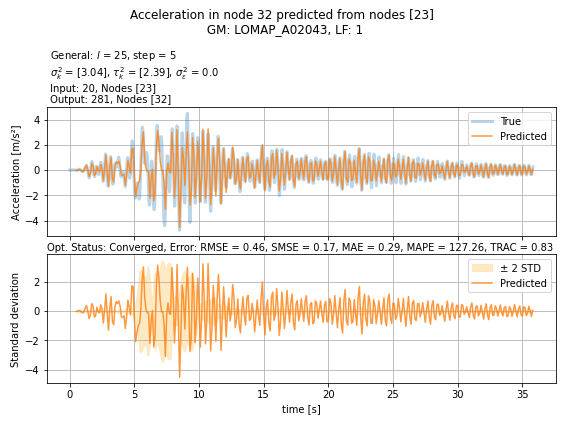 Acceleration in node 32 predicted from nodes [23]
GM: LOMAP_A02043, LF: 1
General: l = 25, step = 5
σ²ₖ = [3.04], τ²ₖ = [2.39], σ²ᵣ = 0.0
Input: 20, Nodes [23]
Output: 281, Nodes [32]
Acceleration [m/s²]
4
2
0
−2
−4
True
Predicted
Opt. Status: Converged, Error: RMSE = 0.46, SMSE = 0.17, MAE = 0.29, MAPE = 127.26, TRAC = 0.83
Standard deviation
2
0
−2
−4
± 2 STD
Predicted
0
5
10
15
20
25
30
35
time [s]